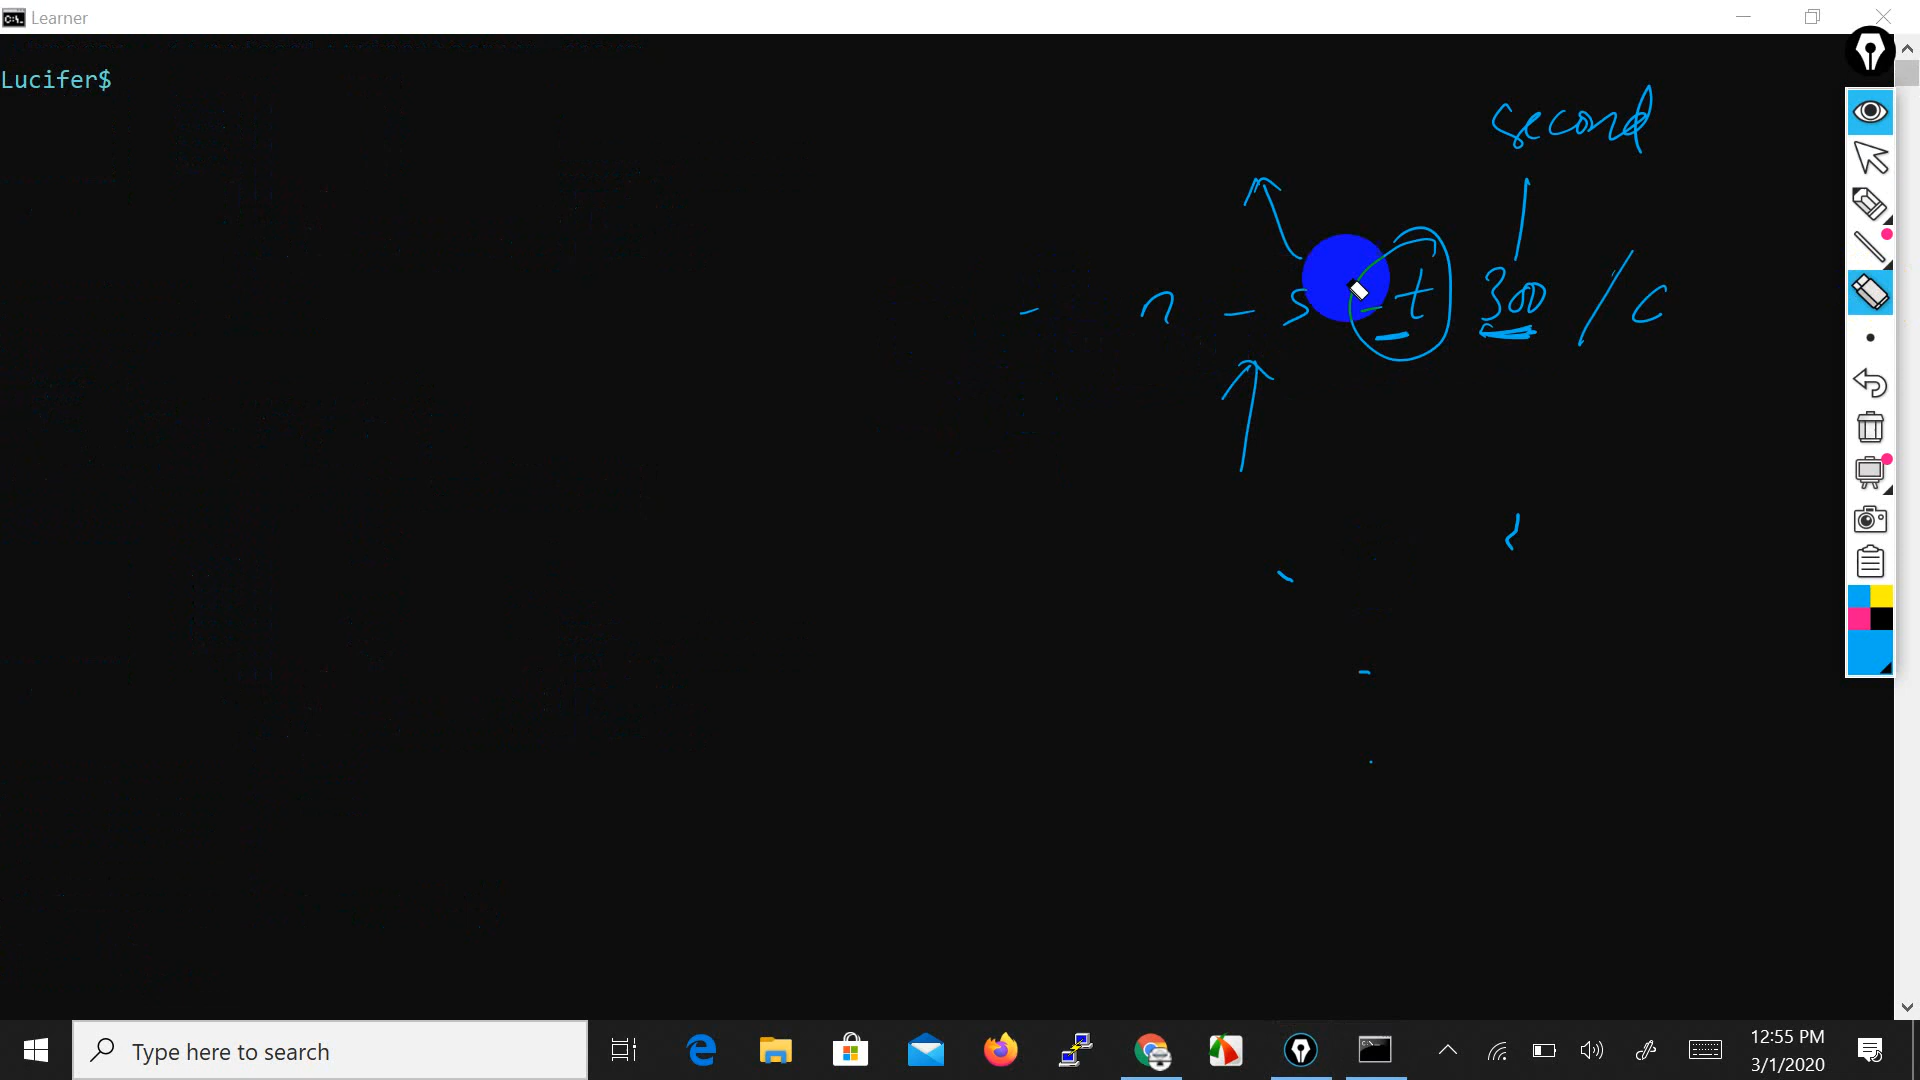 Learner
Lucifer$
second
- n - s - t 300 / c
Type here to search
12:55 PM
3/1/2020